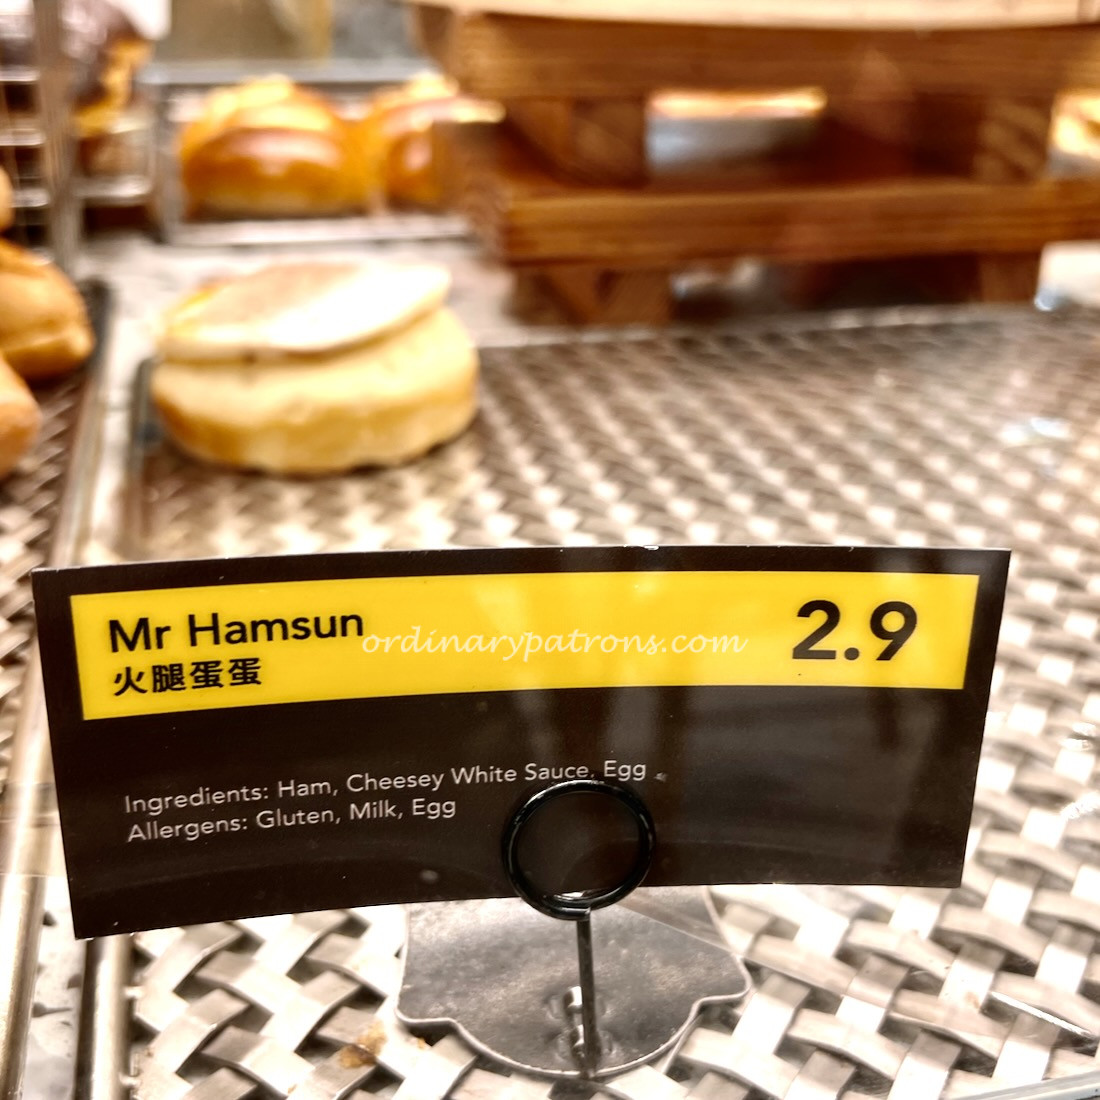 Mr Hamsun
火腿蛋蛋
2.9
ordinarypatrons.com
Ingredients: Ham, Cheesey White Sauce, Egg
Allergens: Gluten, Milk, Egg